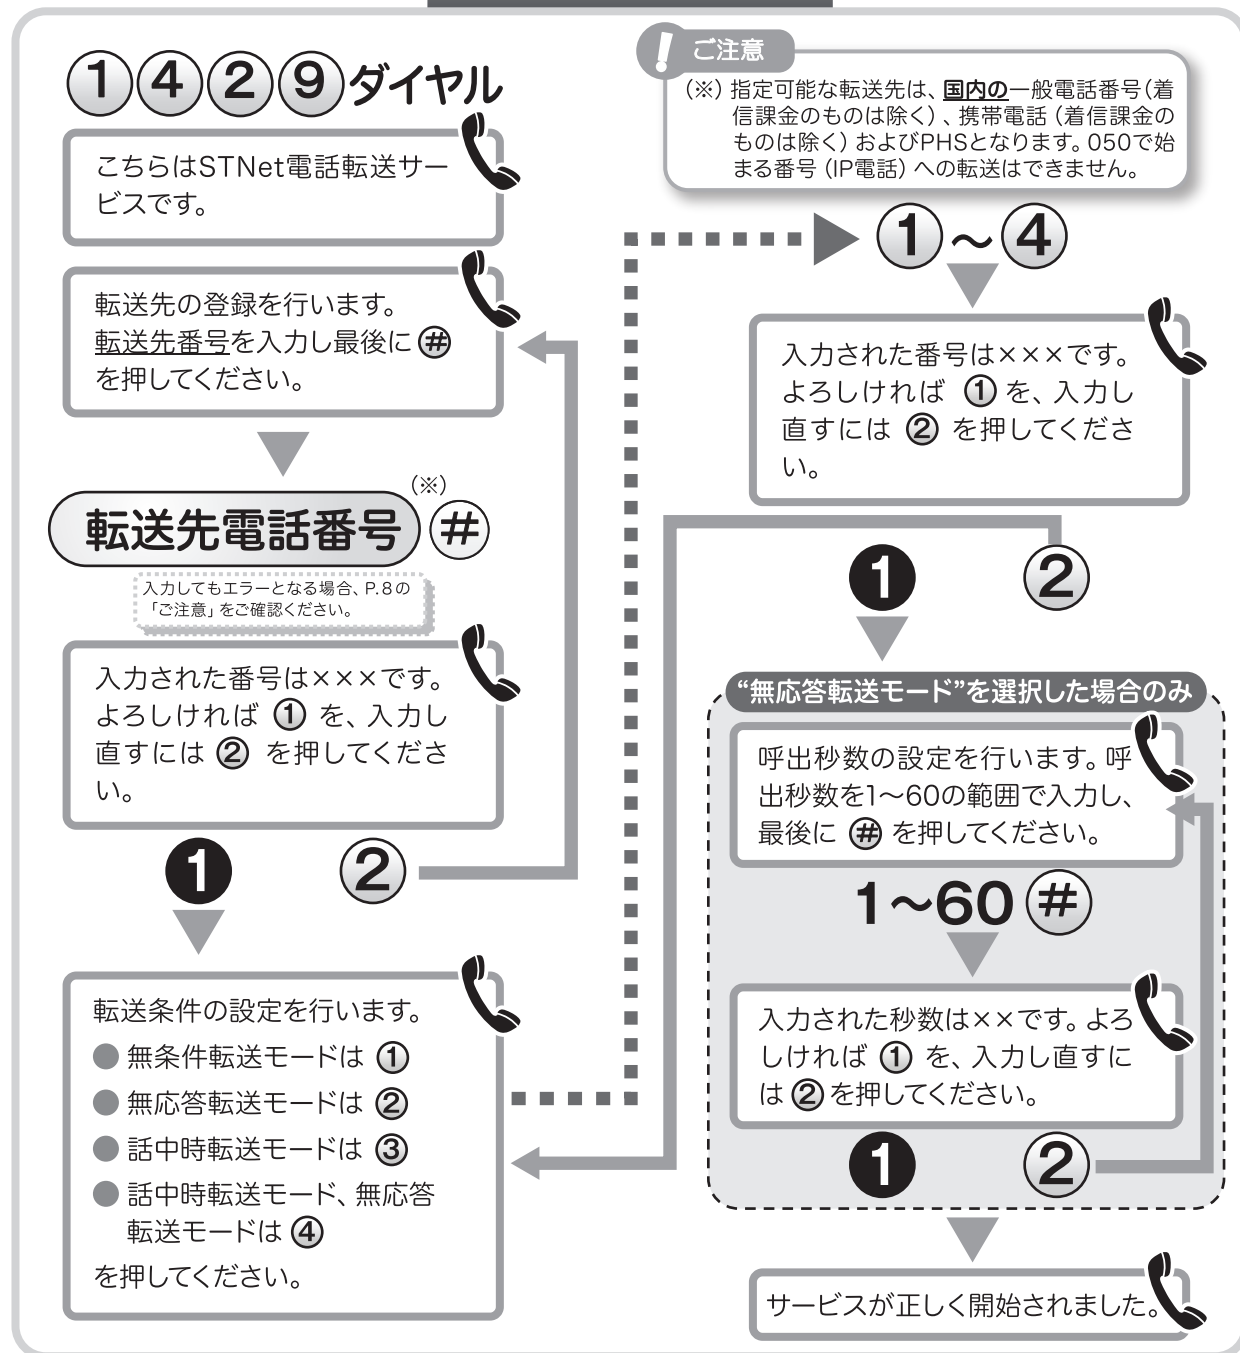 ①④②⑨ダイヤル
こちらはSTNet電話転送サー
ビスです。
転送先の登録を行います。
転送先番号を入力し最後に#
を押してください。
転送先電話番号(※)#
入力してもエラーとなる場合、P.8の
「ご注意」をご確認ください。
入力された番号は×××です。
よろしければ ① を、入力し
直すには ② を押してくださ
い。
❶ ②
転送条件の設定を行います。
●無条件転送モードは ①
●無応答転送モードは ②
●話中時転送モードは ③
●話中時転送モード、無応答
転送モードは ④
を押してください。
! ご注意
(※)指定可能な転送先は、国内の一般電話番号(着
信課金のものは除く)、携帯電話(着信課金の
ものは除く)およびPHSとなります。050で始
まる番号(IP電話)への転送はできません。
①～④
入力された番号は×××です。
よろしければ ① を、入力し
直すには ② を押してくださ
い。
❶ ②
“無応答転送モード”を選択した場合のみ
呼出秒数の設定を行います。呼
出秒数を1～60の範囲で入力し、
最後に # を押してください。
1～60#
入力された秒数は××です。よろ
しければ ① を、入力し直すに
は ② を押してください。
❶ ②
サービスが正しく開始されました。